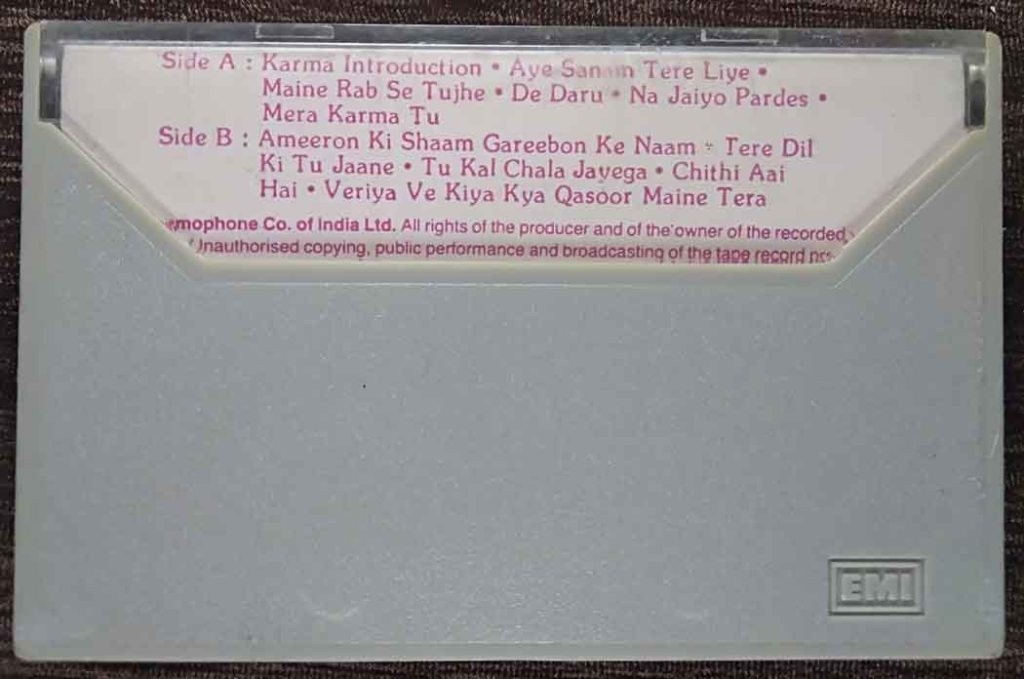 Side A : Karma Introduction • Aye Sanam Tere Liye •
Maine Rab Se Tujhe • De Daru • Na Jaiyo Pardes •
Mera Karma Tu
Side B : Ameeron Ki Shaam Gareebon Ke Naam • Tere Dil
Ki Tu Jaane • Tu Kal Chala Jayega • Chithi Aai
Hai • Veriya Ve Kiya Kya Qasoor Maine Tera
mophone Co. of India Ltd. All rights of the producer and of the owner of the recorded
Unauthorised copying, public performance and broadcasting of the tape record
EMI